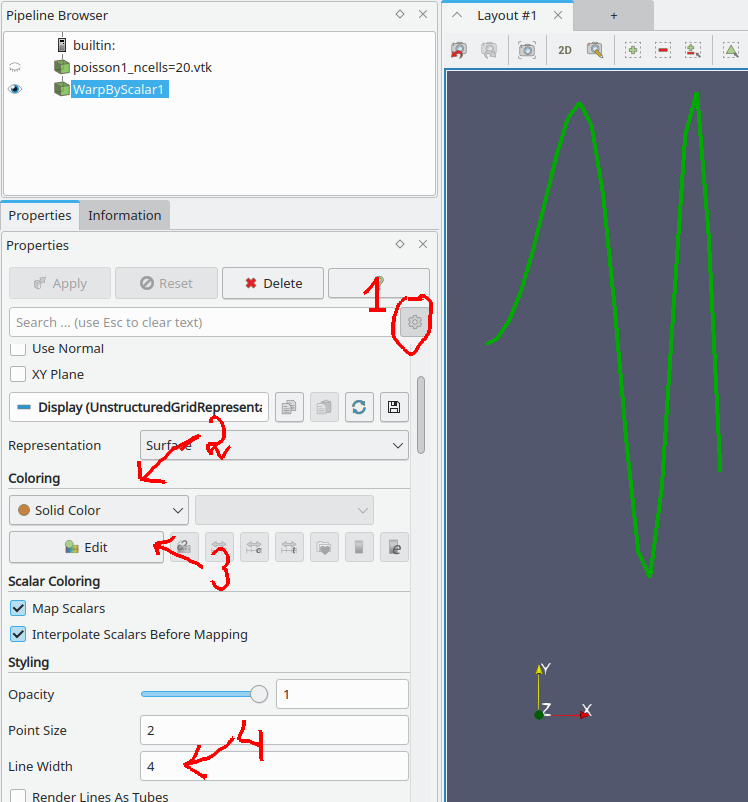 Pipeline Browser
builtin:
poisson1_ncells=20.vtk
WarpByScalar1
Properties
Information
Properties
Apply
Reset
Delete
?
1
Search ... (use Esc to clear text)
Use Normal
XY Plane
Display (UnstructuredGridRepresenta
Representation
Surface
2
Coloring
Solid Color
Edit
3
Scalar Coloring
Map Scalars
Interpolate Scalars Before Mapping
Styling
Opacity
1
Point Size
2
4
Line Width
4
Render Lines As Tubes
Layout #1
+
2D
Y
Z
X